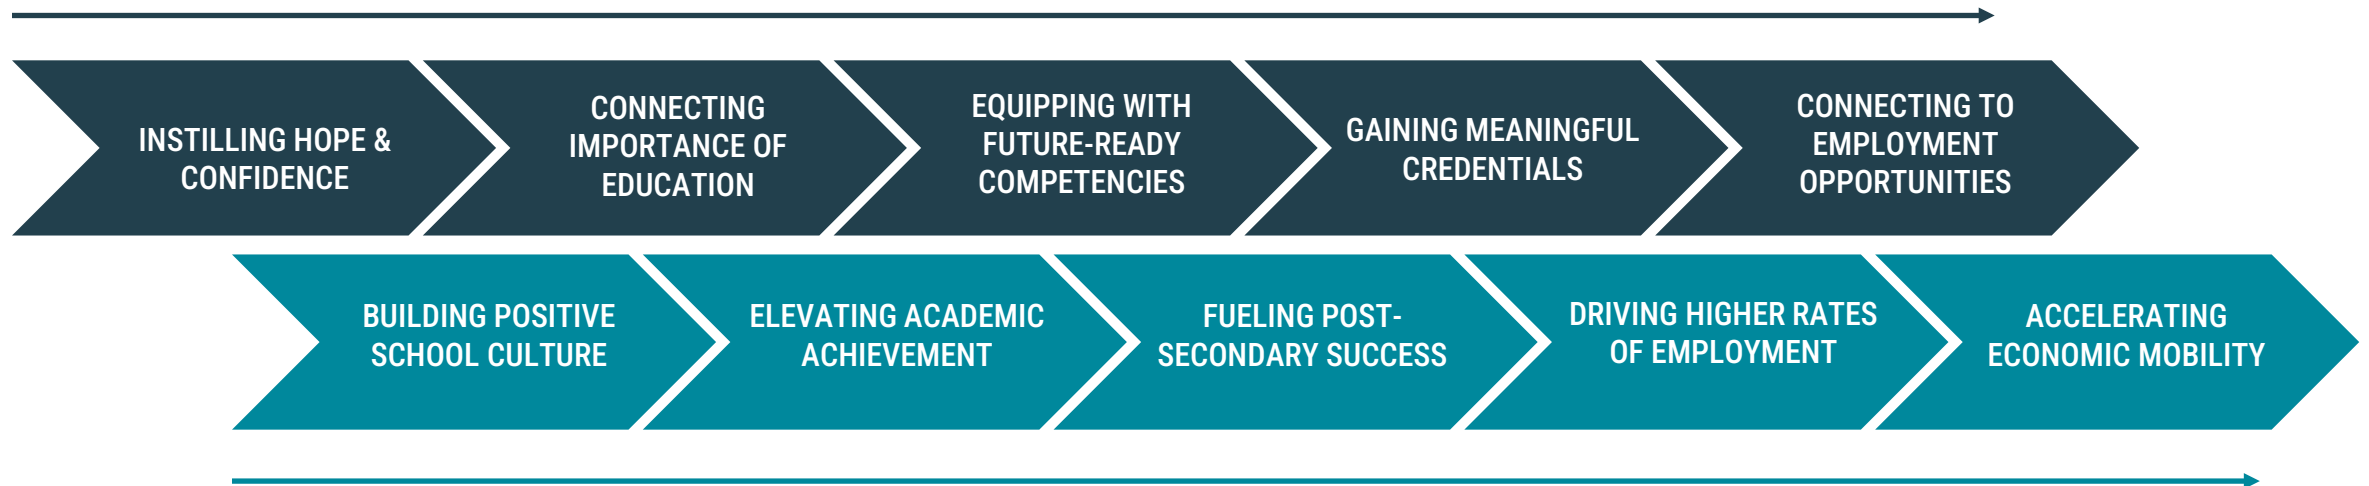 INSTILLING HOPE &
CONFIDENCE
CONNECTING
IMPORTANCE OF
EDUCATION
EQUIPPING WITH
FUTURE-READY
COMPETENCIES
GAINING MEANINGFUL
CREDENTIALS
CONNECTING TO
EMPLOYMENT
OPPORTUNITIES
BUILDING POSITIVE
SCHOOL CULTURE
ELEVATING ACADEMIC
ACHIEVEMENT
FUELING POST-
SECONDARY SUCCESS
DRIVING HIGHER RATES
OF EMPLOYMENT
ACCELERATING
ECONOMIC MOBILITY